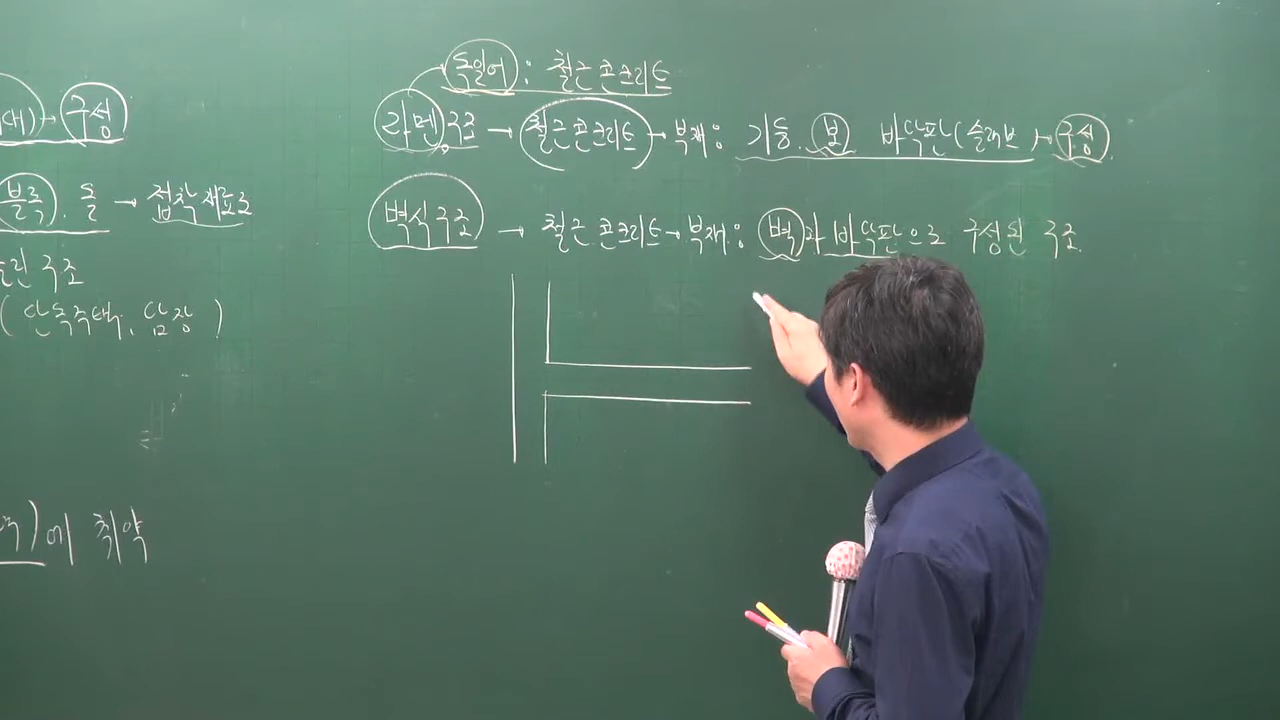 구성
블록, 돌 → 접착재료로
구조
(단독주택, 담장)
에 취약
독일어 : 철근콘크리트
라멘구조 → 철근콘크리트 → 부재 : 기둥, 보 바닥판(슬래브) → 구성
벽식구조 → 철근콘크리트 → 부재 : 벽과 바닥판으로 구성된 구조.